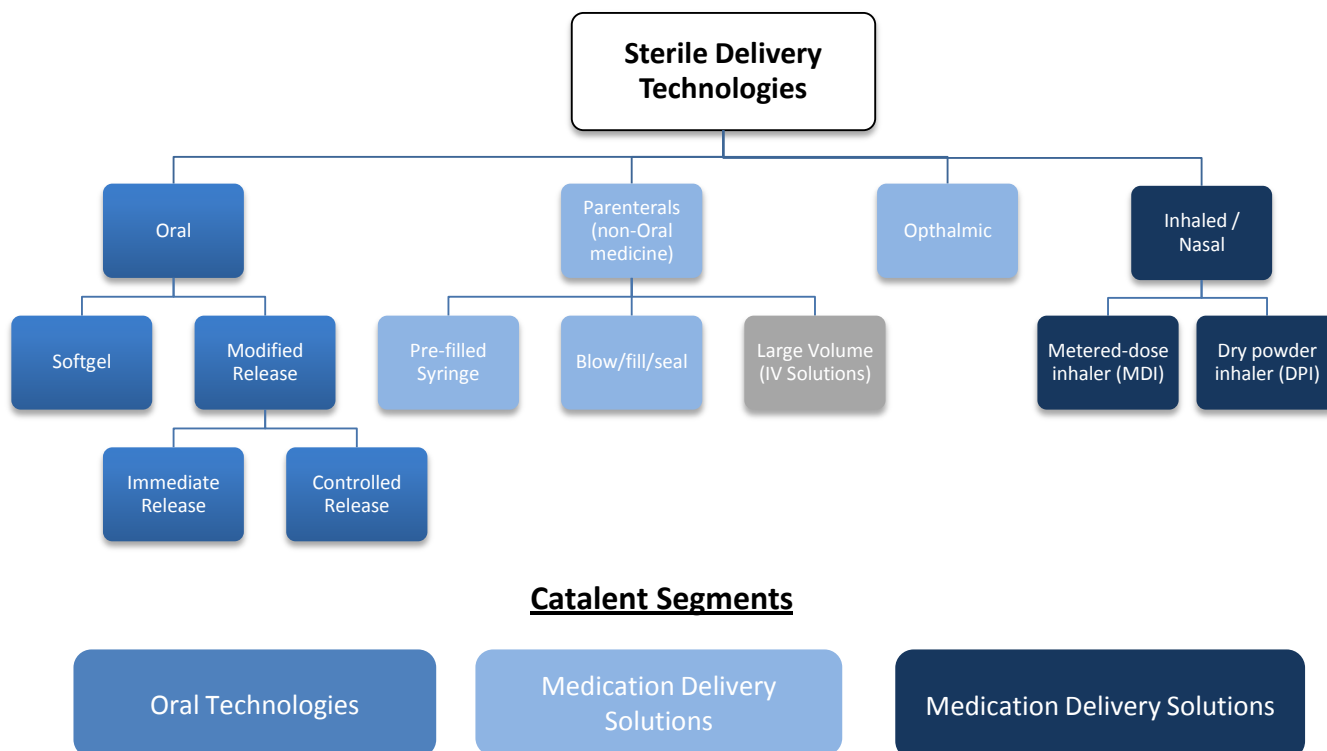 Sterile Delivery
Technologies
Oral
Parenterals
(non-Oral
medicine)
Opthalmic
Inhaled /
Nasal
Softgel
Modified
Release
Pre-filled
Syringe
Blow/fill/seal
Large Volume
(IV Solutions)
Metered-dose
inhaler (MDI)
Dry powder
inhaler (DPI)
Immediate
Release
Controlled
Release
Catalent Segments
Oral Technologies
Medication Delivery
Solutions
Medication Delivery Solutions